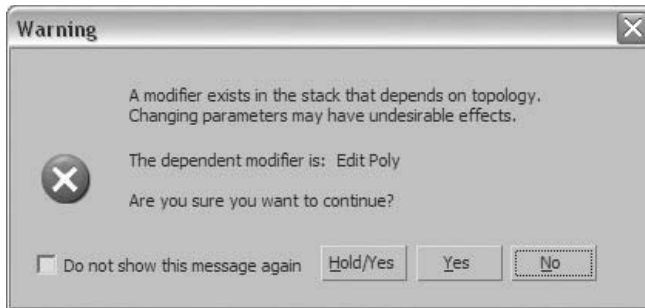 Warning
A modifier exists in the stack that depends on topology.
Changing parameters may have undesirable effects.
The dependent modifier is: Edit Poly
Are you sure you want to continue?
Do not show this message again
Hold/Yes
Yes
No